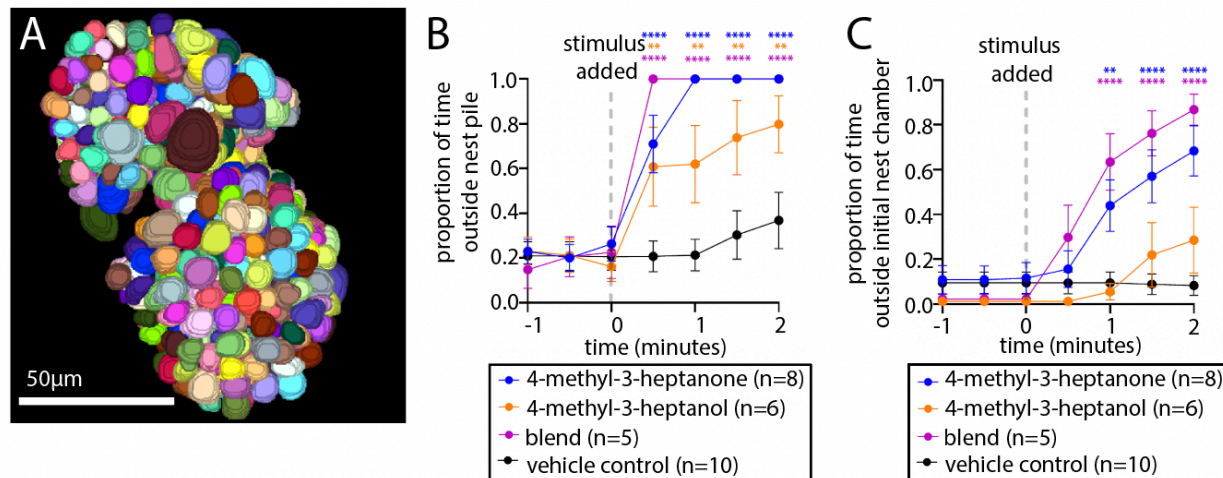 A
50µm
B
stimulus
added
****
**
****
****
**
****
****
**
****
****
**
****
proportion of time
outside nest pile
1.0
0.8
0.6
0.4
0.2
0.0
-1
0
1
2
time (minutes)
4-methyl-3-heptanone (n=8)
4-methyl-3-heptanol (n=6)
blend (n=5)
vehicle control (n=10)
C
stimulus
added
**
****
****
****
****
****
proportion of time
outside initial nest chamber
1.0
0.8
0.6
0.4
0.2
0.0
-1
0
1
2
time (minutes)
4-methyl-3-heptanone (n=8)
4-methyl-3-heptanol (n=6)
blend (n=5)
vehicle control (n=10)